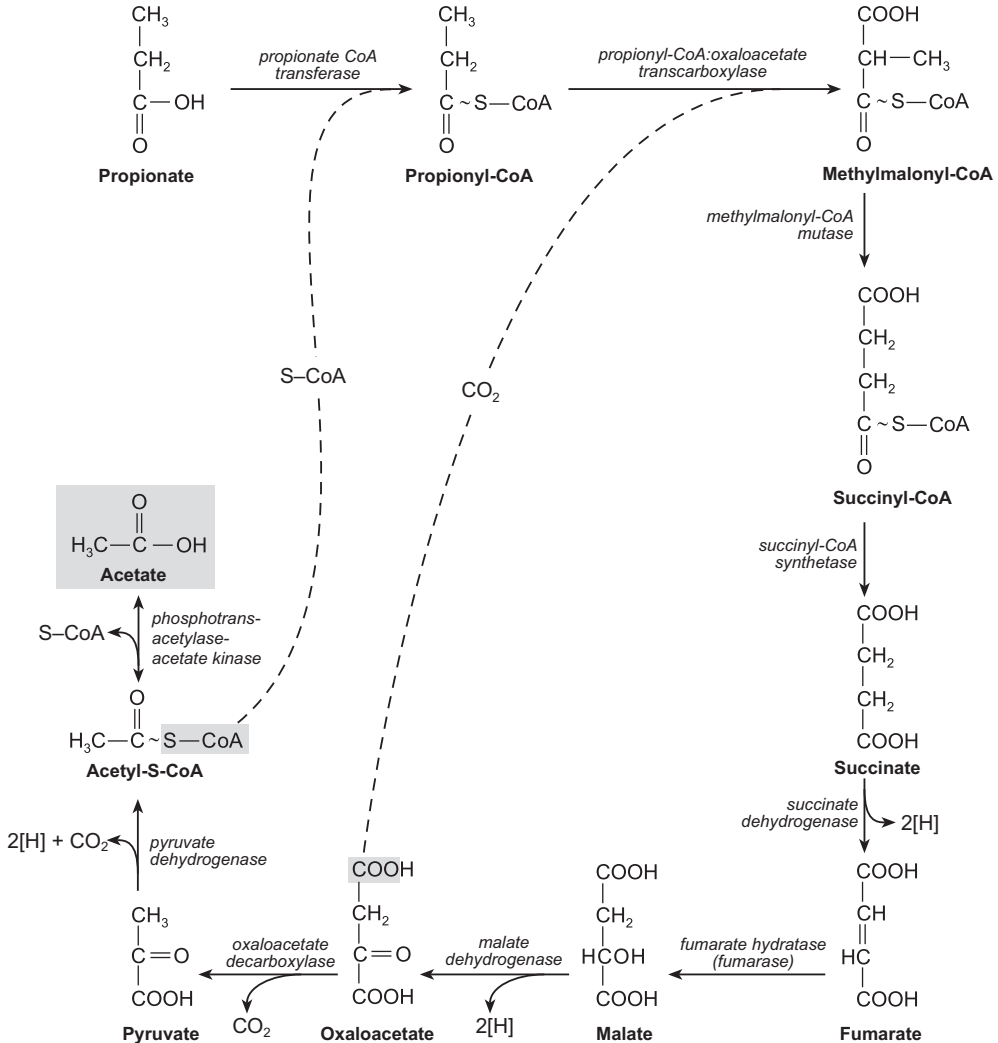 CH3
CH2
C—OH
O
Propionate
propionate CoA
transferase
CH3
CH2
C~S—CoA
O
Propionyl-CoA
propionyl-CoA:oxaloacetate
transcarboxylase
COOH
CH—CH3
C~S—CoA
O
Methylmalonyl-CoA
methylmalonyl-CoA
mutase
COOH
CH2
CH2
C~S—CoA
O
Succinyl-CoA
succinyl-CoA
synthetase
COOH
CH2
CH2
COOH
Succinate
succinate
dehydrogenase
2[H]
COOH
CH
HC
COOH
Fumarate
fumarate hydratase
(fumarase)
COOH
CH2
HCOH
COOH
Malate
malate
dehydrogenase
2[H]
COOH
CH2
C=O
COOH
Oxaloacetate
oxaloacetate
decarboxylase
CO2
CH3
C=O
COOH
Pyruvate
pyruvate
dehydrogenase
2[H] + CO2
O
H3C—C~S—CoA
Acetyl-S-CoA
phosphotrans-
acetylase-
acetate kinase
S–CoA
O
H3C—C—OH
Acetate
S–CoA
CO2